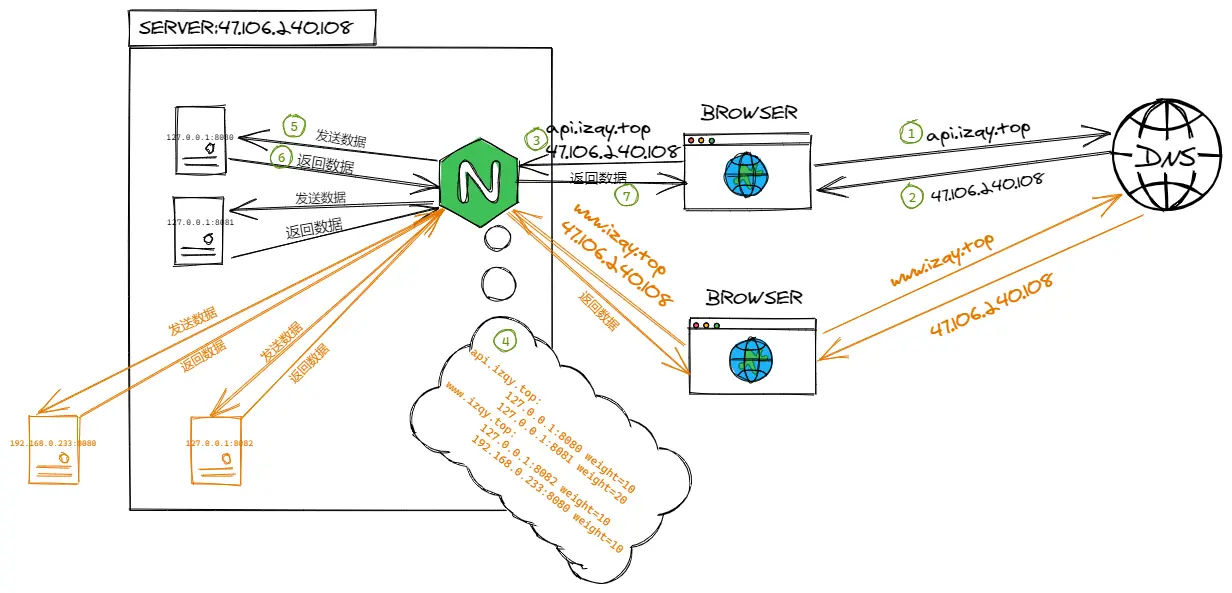 SERVER:47.106.240.108
127.0.0.1:8080
5
发送数据
6
返回数据
127.0.0.1:8081
发送数据
返回数据
N
3
api.izqy.top
47.106.240.108
返回数据
7
BROWSER
1
api.izqy.top
2
47.106.240.108
DNS
www.izqy.top
47.106.240.108
返回数据
BROWSER
www.izqy.top
47.106.240.108
发送数据
返回数据
发送数据
返回数据
192.168.0.233:8080
127.0.0.1:8082
4
api.izqy.top:
127.0.0.1:8080 weight=10
127.0.0.1:8081 weight=20
www.izqy.top:
127.0.0.1:8082 weight=10
192.168.0.233:8080 weight=10